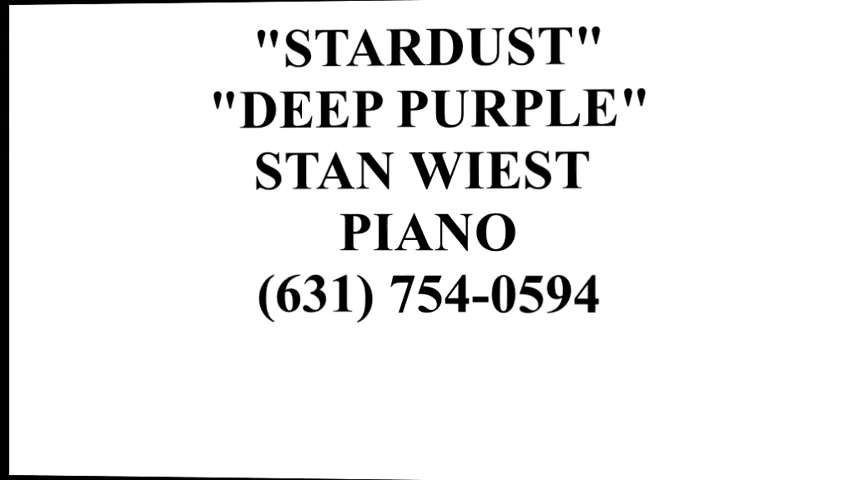 "STARDUST"
"DEEP PURPLE"
STAN WIEST
PIANO
(631) 754-0594